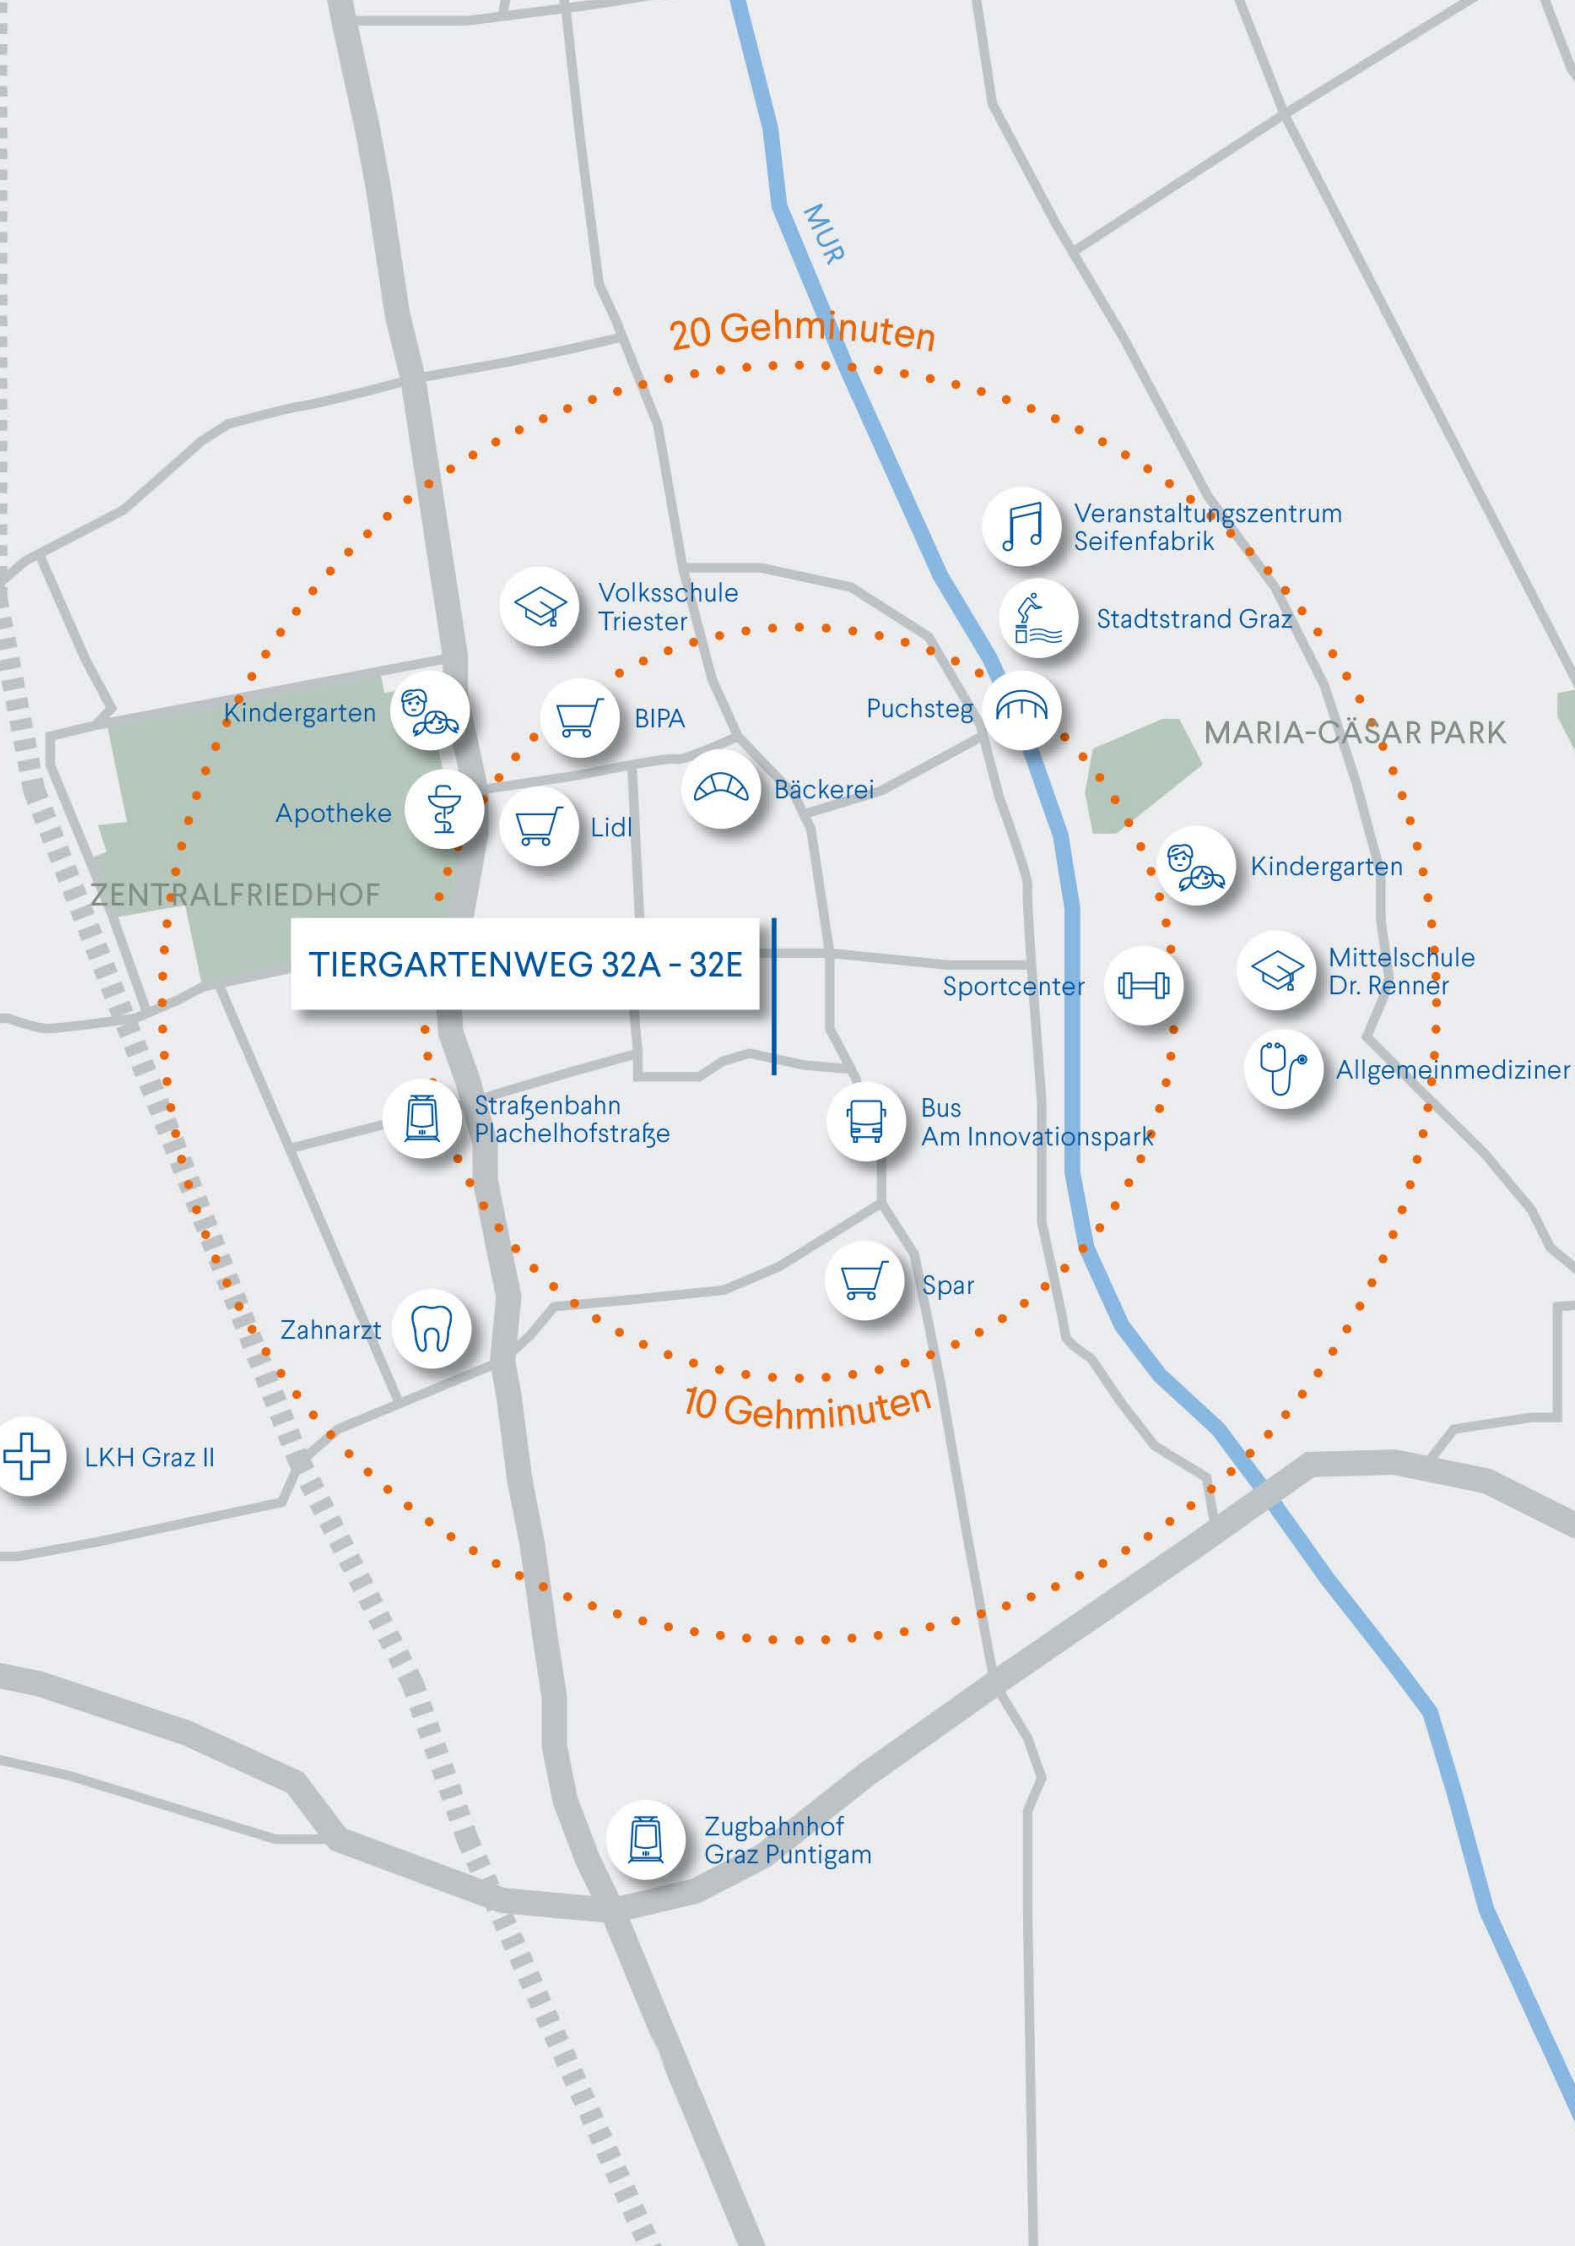 MUR
20 Gehminuten
Veranstaltungszentrum
Seifenfabrik
Volksschule
Triester
Stadtstrand Graz
Kindergarten
BIPA
Puchsteg
MARIA-CÄSAR PARK
Bäckerei
Apotheke
Lidl
Kindergarten
ZENTRALFRIEDHOF
TIERGARTENWEG 32A - 32E
Mittelschule
Dr. Renner
Sportcenter
Allgemeinmediziner
Straßenbahn
Plachelhofstraße
Bus
Am Innovationspark
Spar
Zahnarzt
10 Gehminuten
LKH Graz II
Zugbahnhof
Graz Puntigam